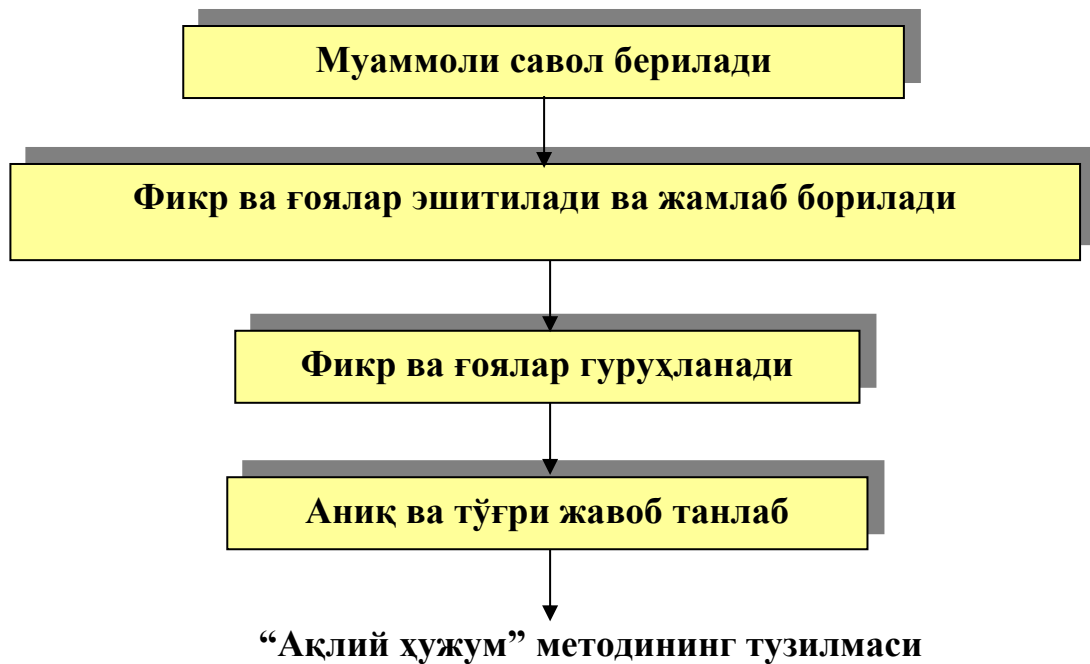 Муаммоли савол берилади
Фикр ва ғоялар эшитилади ва жамлаб борилади
Фикр ва ғоялар гуруҳланади
Аниқ ва тўғри жавоб танлаб
“Ақлий ҳужум” методининг тузилмаси